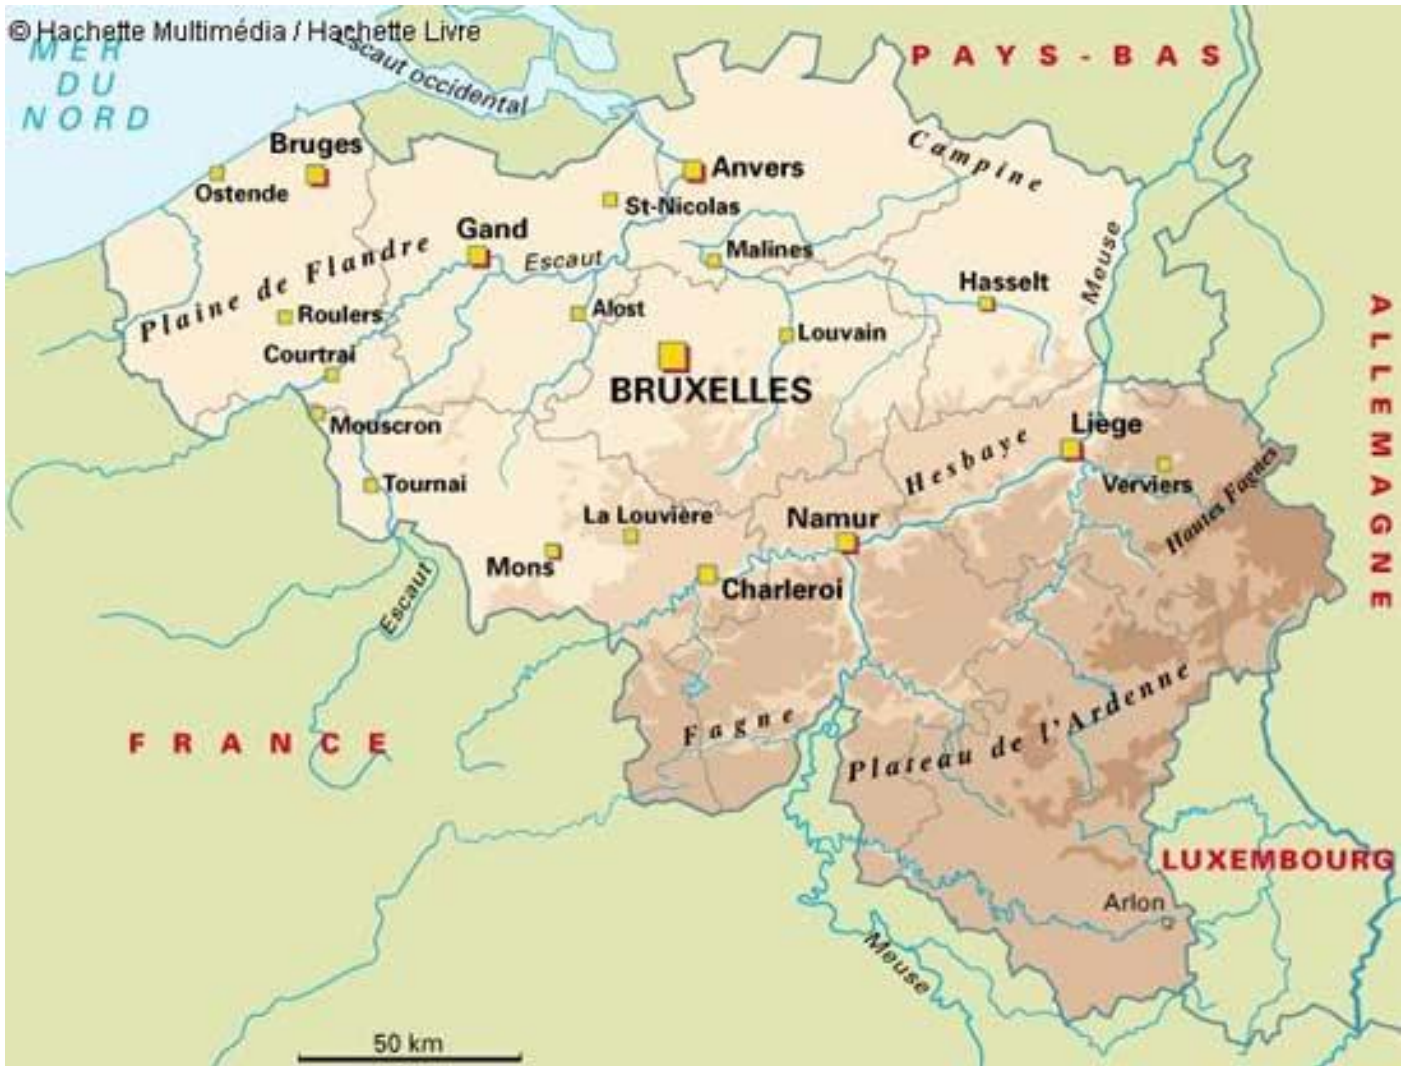 © Hachette Multimédia / Hachette Livre
MER
DU
NORD
Escaut occidental
PAYS-BAS
Bruges
Ostende
Anvers
Campine
St-Nicolas
Gand
Escaut
Malines
Meuse
Plaine de Flandre
Hasselt
Roulers
Alost
Louvain
ALLEMAGNE
Courtrai
BRUXELLES
Mouscron
Liège
Hesbaye
Tournai
Verviers
Hautes Fagnes
La Louvière
Namur
Mons
Charleroi
Escaut
Fagne
Plateau de l'Ardenne
FRANCE
LUXEMBOURG
Arlon
Meuse
50 km